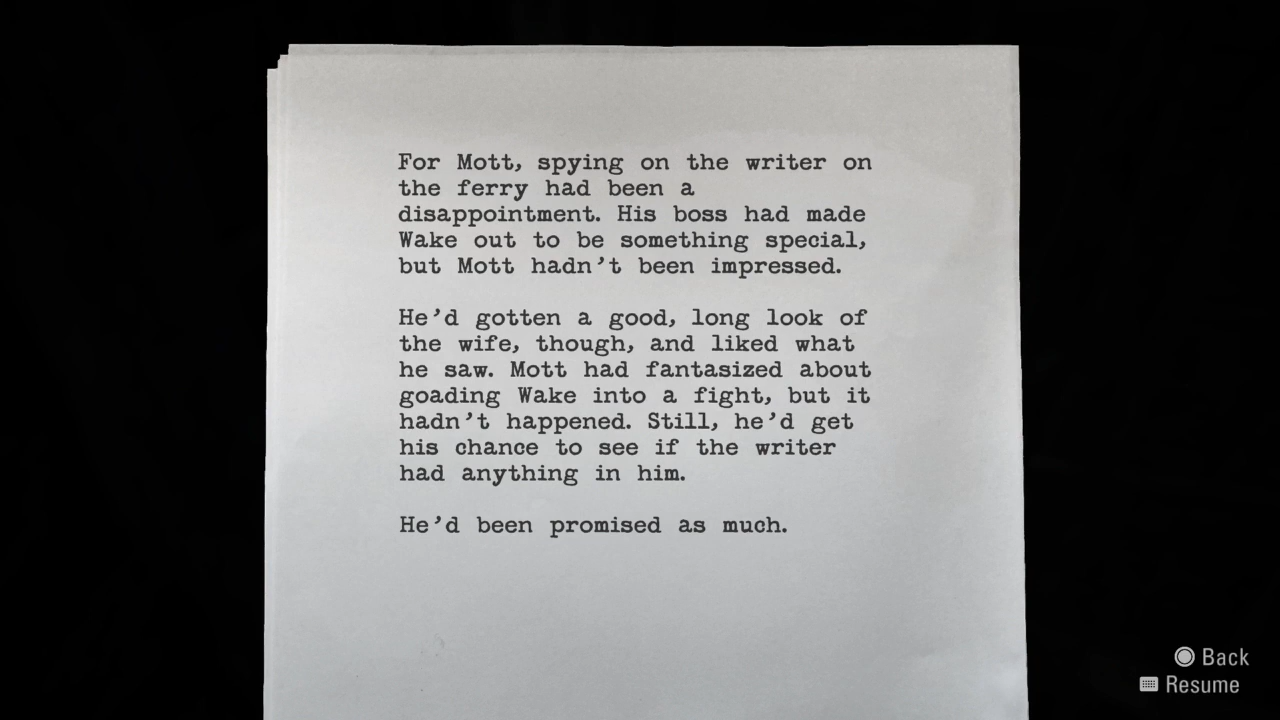 For Mott, spying on the writer on
the ferry had been a
disappointment. His boss had made
Wake out to be something special,
but Mott hadn't been impressed.
He'd gotten a good, long look of
the wife, though, and liked what
he saw. Mott had fantasized about
goading Wake into a fight, but it
hadn't happened. Still, he'd get
his chance to see if the writer
had anything in him.
He'd been promised as much.
Back
Resume